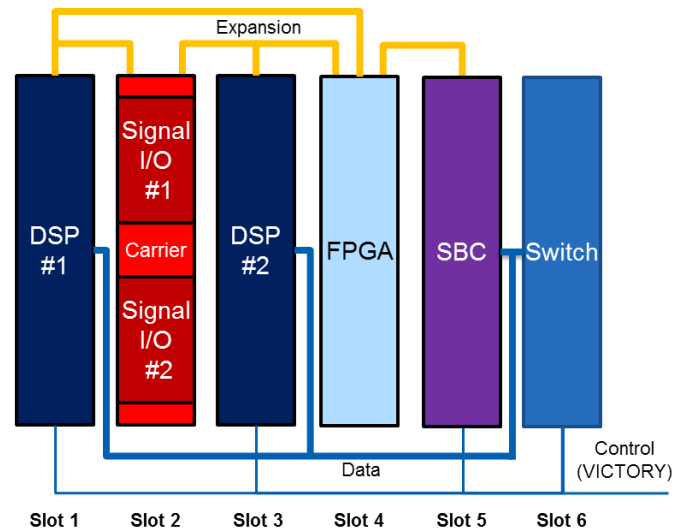 Expansion
DSP
#1
Signal
I/O
#1
Carrier
Signal
I/O
#2
DSP
#2
FPGA
SBC
Switch
Control
(VICTORY)
Data
Slot 1
Slot 2
Slot 3
Slot 4
Slot 5
Slot 6